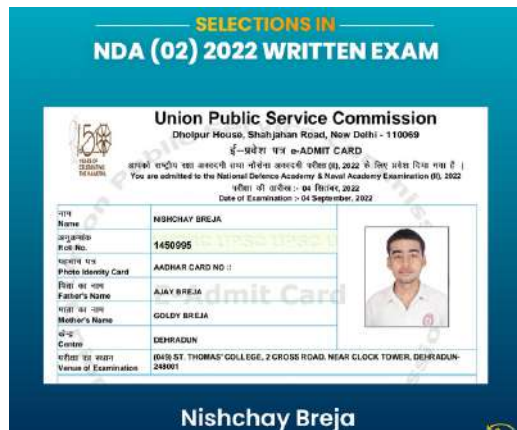 SELECTIONS IN
NDA (02) 2022 WRITTEN EXAM
Union Public Service Commission
Dholpur House, Shahjahan Road, New Delhi - 110069
ई-प्रवेश पत्र e-ADMIT CARD
आपको राष्ट्रीय रक्षा अकादमी तथा नौसेना अकादमी परीक्षा (II), 2022 के लिए प्रवेश दिया गया है ।
You are admitted to the National Defence Academy & Naval Academy Examination (II), 2022
परीक्षा की तारीख :- 04 सितंबर, 2022
Date of Examination :- 04 September, 2022
नाम
Name
NISHCHAY BREJA
अनुक्रमांक
Roll No.
1450995
पहचान पत्र
Photo Identity Card
AADHAR CARD NO ::
पिता का नाम
Father's Name
AJAY BREJA
माता का नाम
Mother's Name
GOLDY BREJA
केन्द्र
Centre
DEHRADUN
परीक्षा का स्थान
Venue of Examination
(049) ST. THOMAS' COLLEGE, 2 CROSS ROAD, NEAR CLOCK TOWER, DEHRADUN-
248001
e-Admit Card
Nishchay Breja